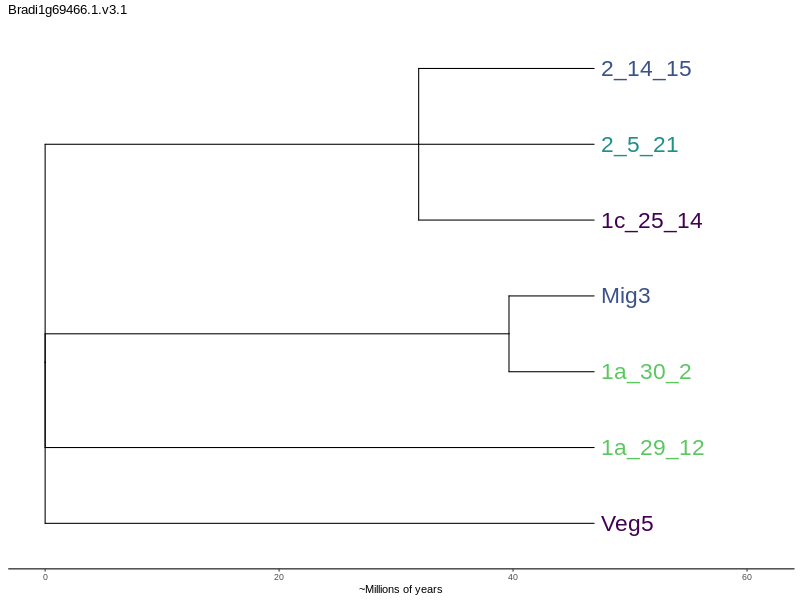 Bradi1g69466.1.v3.1
2_14_15
2_5_21
1c_25_14
Mig3
1a_30_2
1a_29_12
Veg5
0 20 40 60
~Millions of years